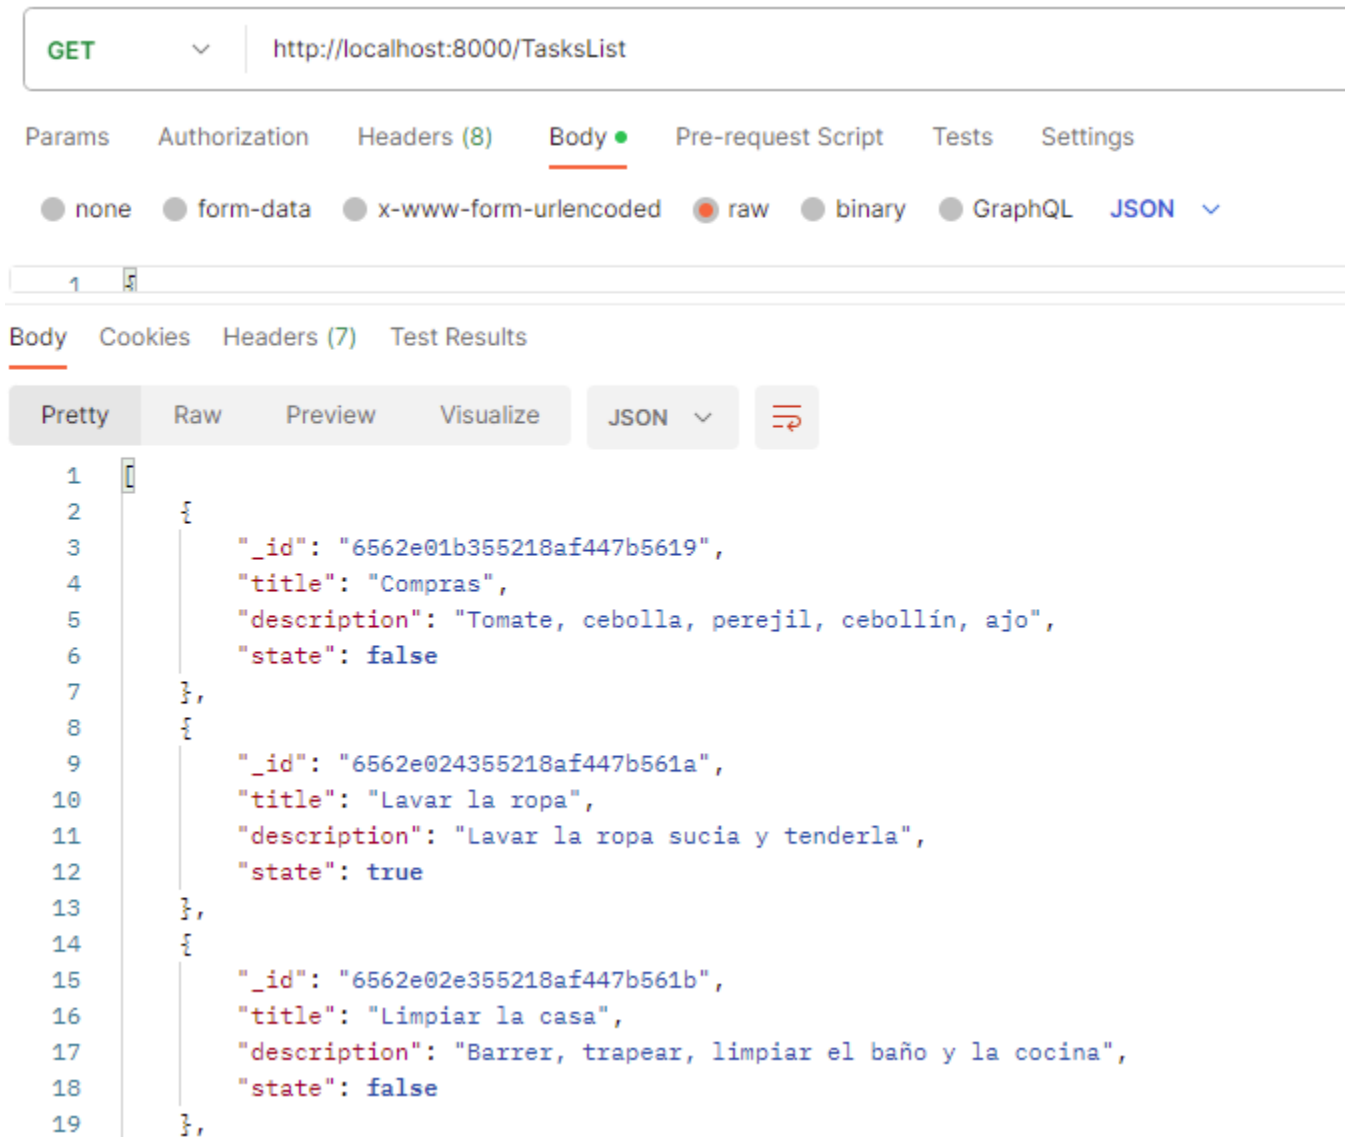 GET http://localhost:8000/TasksList
Params Authorization Headers (8) Body Pre-request Script Tests Settings
none form-data x-www-form-urlencoded raw binary GraphQL JSON
1 {
Body Cookies Headers (7) Test Results
Pretty Raw Preview Visualize JSON
1 [
2 {
3 "_id": "6562e01b355218af447b5619",
4 "title": "Compras",
5 "description": "Tomate, cebolla, perejil, cebollín, ajo",
6 "state": false
7 },
8 {
9 "_id": "6562e024355218af447b561a",
10 "title": "Lavar la ropa",
11 "description": "Lavar la ropa sucia y tenderla",
12 "state": true
13 },
14 {
15 "_id": "6562e02e355218af447b561b",
16 "title": "Limpiar la casa",
17 "description": "Barrer, trapear, limpiar el baño y la cocina",
18 "state": false
19 },